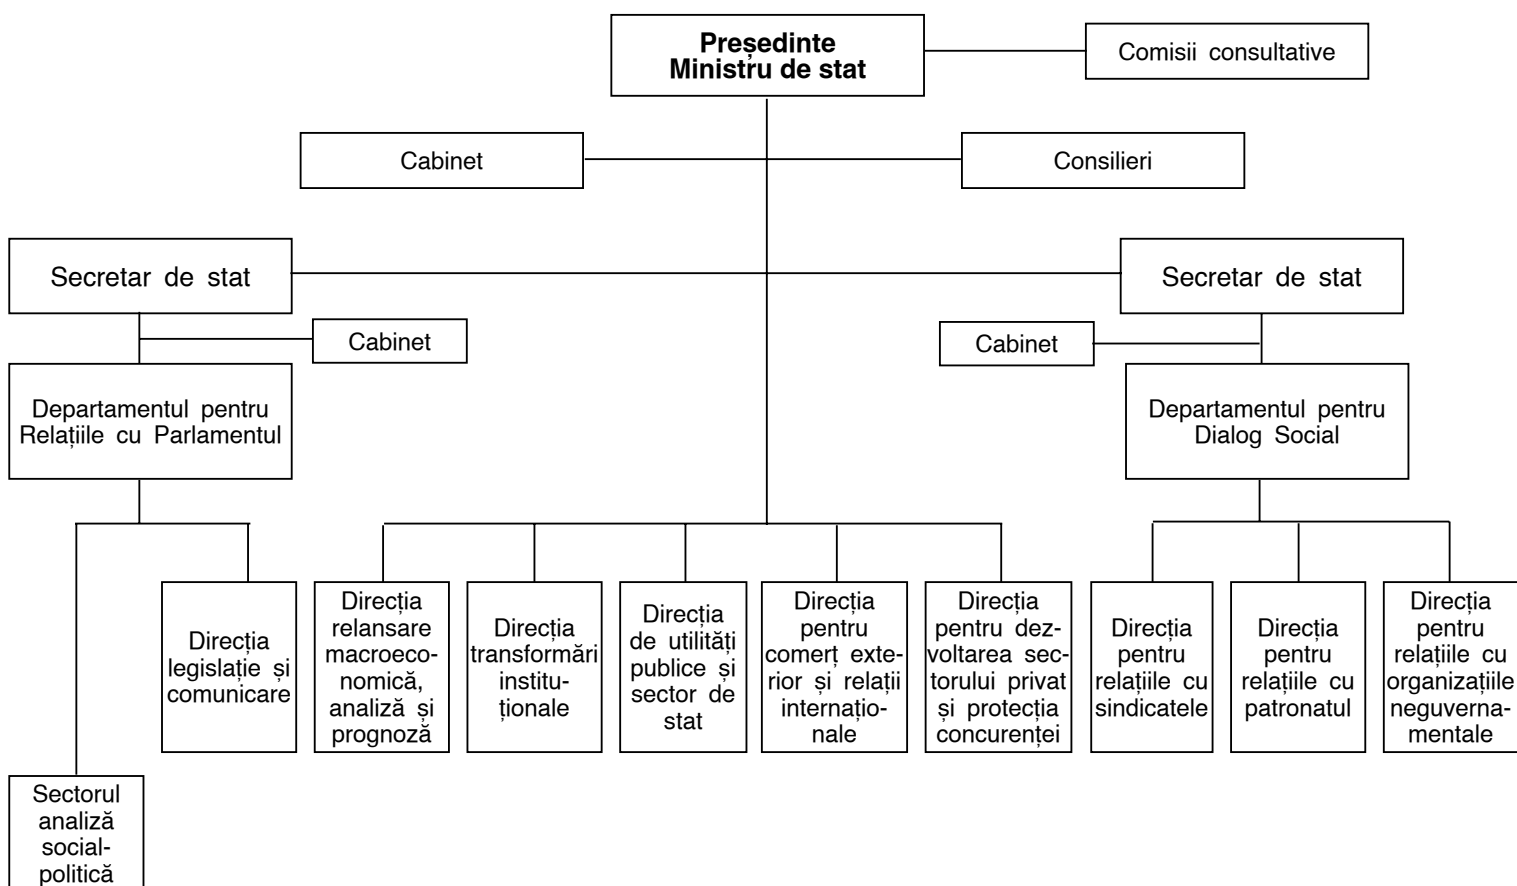 Președinte
Ministru de stat
Comisii consultative
Cabinet
Consilieri
Secretar de stat
Secretar de stat
Cabinet
Cabinet
Departamentul pentru
Relațiile cu Parlamentul
Departamentul pentru
Dialog Social
Direcția
legislație și
comunicare
Direcția
relansare
macroeco-
nomică,
analiză și
prognoză
Direcția
transformări
institu-
ționale
Direcția
de utilități
publice și
sector de
stat
Direcția
pentru
comerț exte-
rior și relații
internațio-
nale
Direcția
pentru dez-
voltarea sec-
torului privat
și protecția
concurenței
Direcția
pentru
relațiile cu
sindicatele
Direcția
pentru
relațiile cu
patronatul
Direcția
pentru
relațiile cu
organizațiile
neguverna-
mentale
Sectorul
analiză
social-
politică